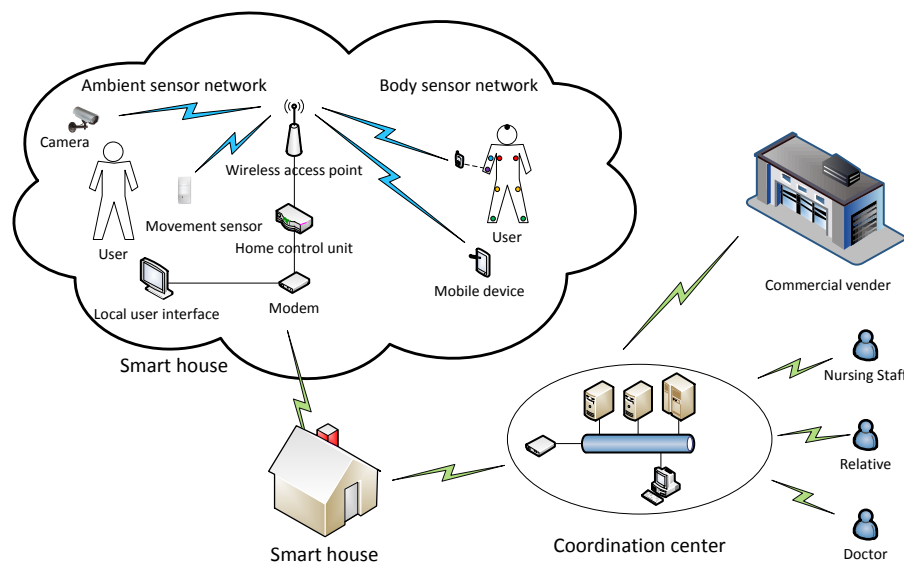 Ambient sensor network
Body sensor network
Camera
Wireless access point
Movement sensor
User
User
Home control unit
Mobile device
Local user interface
Modem
Smart house
Commercial vender
Nursing Staff
Relative
Smart house
Coordination center
Doctor